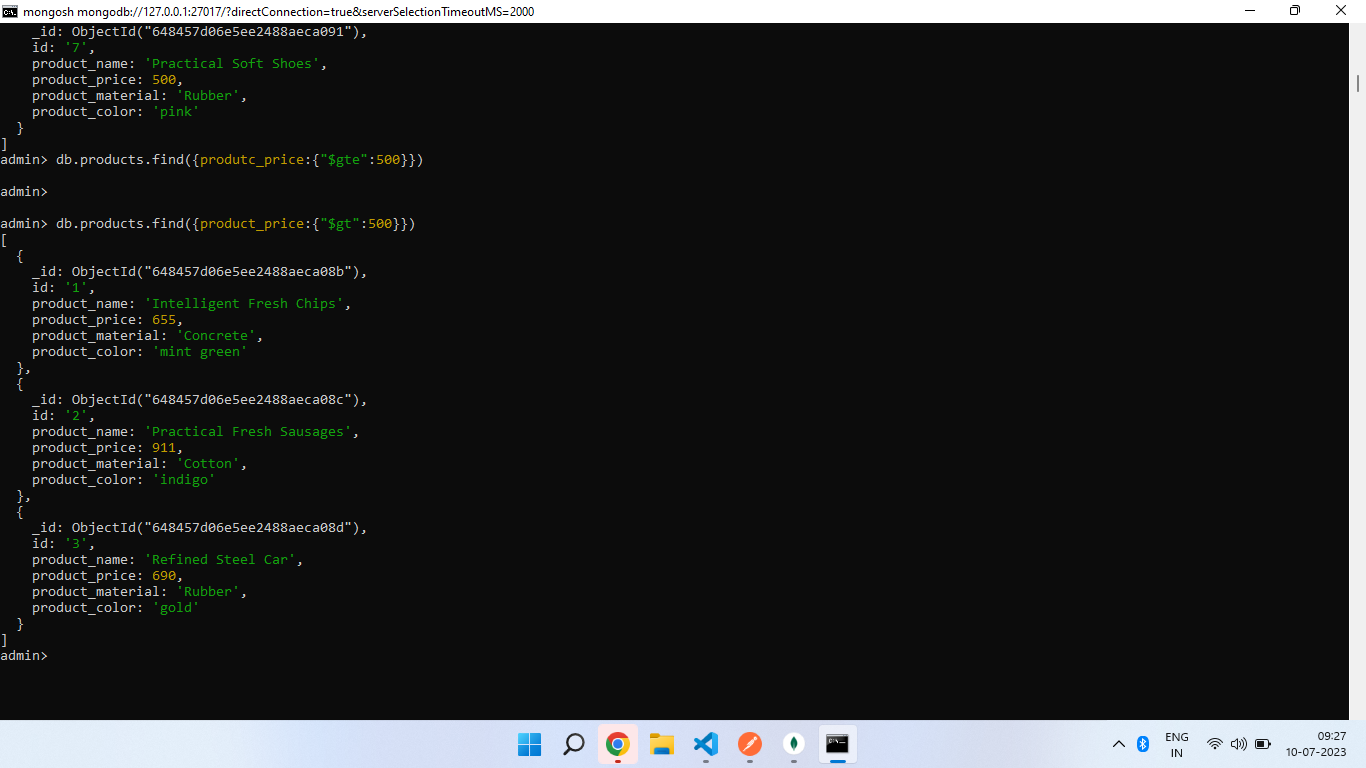 mongosh mongodb://127.0.0.1:27017/?directConnection=true&serverSelectionTimeoutMS=2000
_id: ObjectId("648457d06e5ee2488aeca091"),
id: '7',
product_name: 'Practical Soft Shoes',
product_price: 500,
product_material: 'Rubber',
product_color: 'pink'
}
]
admin> db.products.find({produtc_price:{"$gte":500}})
admin>
admin> db.products.find({product_price:{"$gt":500}})
[
{
_id: ObjectId("648457d06e5ee2488aeca08b"),
id: '1',
product_name: 'Intelligent Fresh Chips',
product_price: 655,
product_material: 'Concrete',
product_color: 'mint green'
},
{
_id: ObjectId("648457d06e5ee2488aeca08c"),
id: '2',
product_name: 'Practical Fresh Sausages',
product_price: 911,
product_material: 'Cotton',
product_color: 'indigo'
},
{
_id: ObjectId("648457d06e5ee2488aeca08d"),
id: '3',
product_name: 'Refined Steel Car',
product_price: 690,
product_material: 'Rubber',
product_color: 'gold'
}
]
admin>
ENG
IN
09:27
10-07-2023